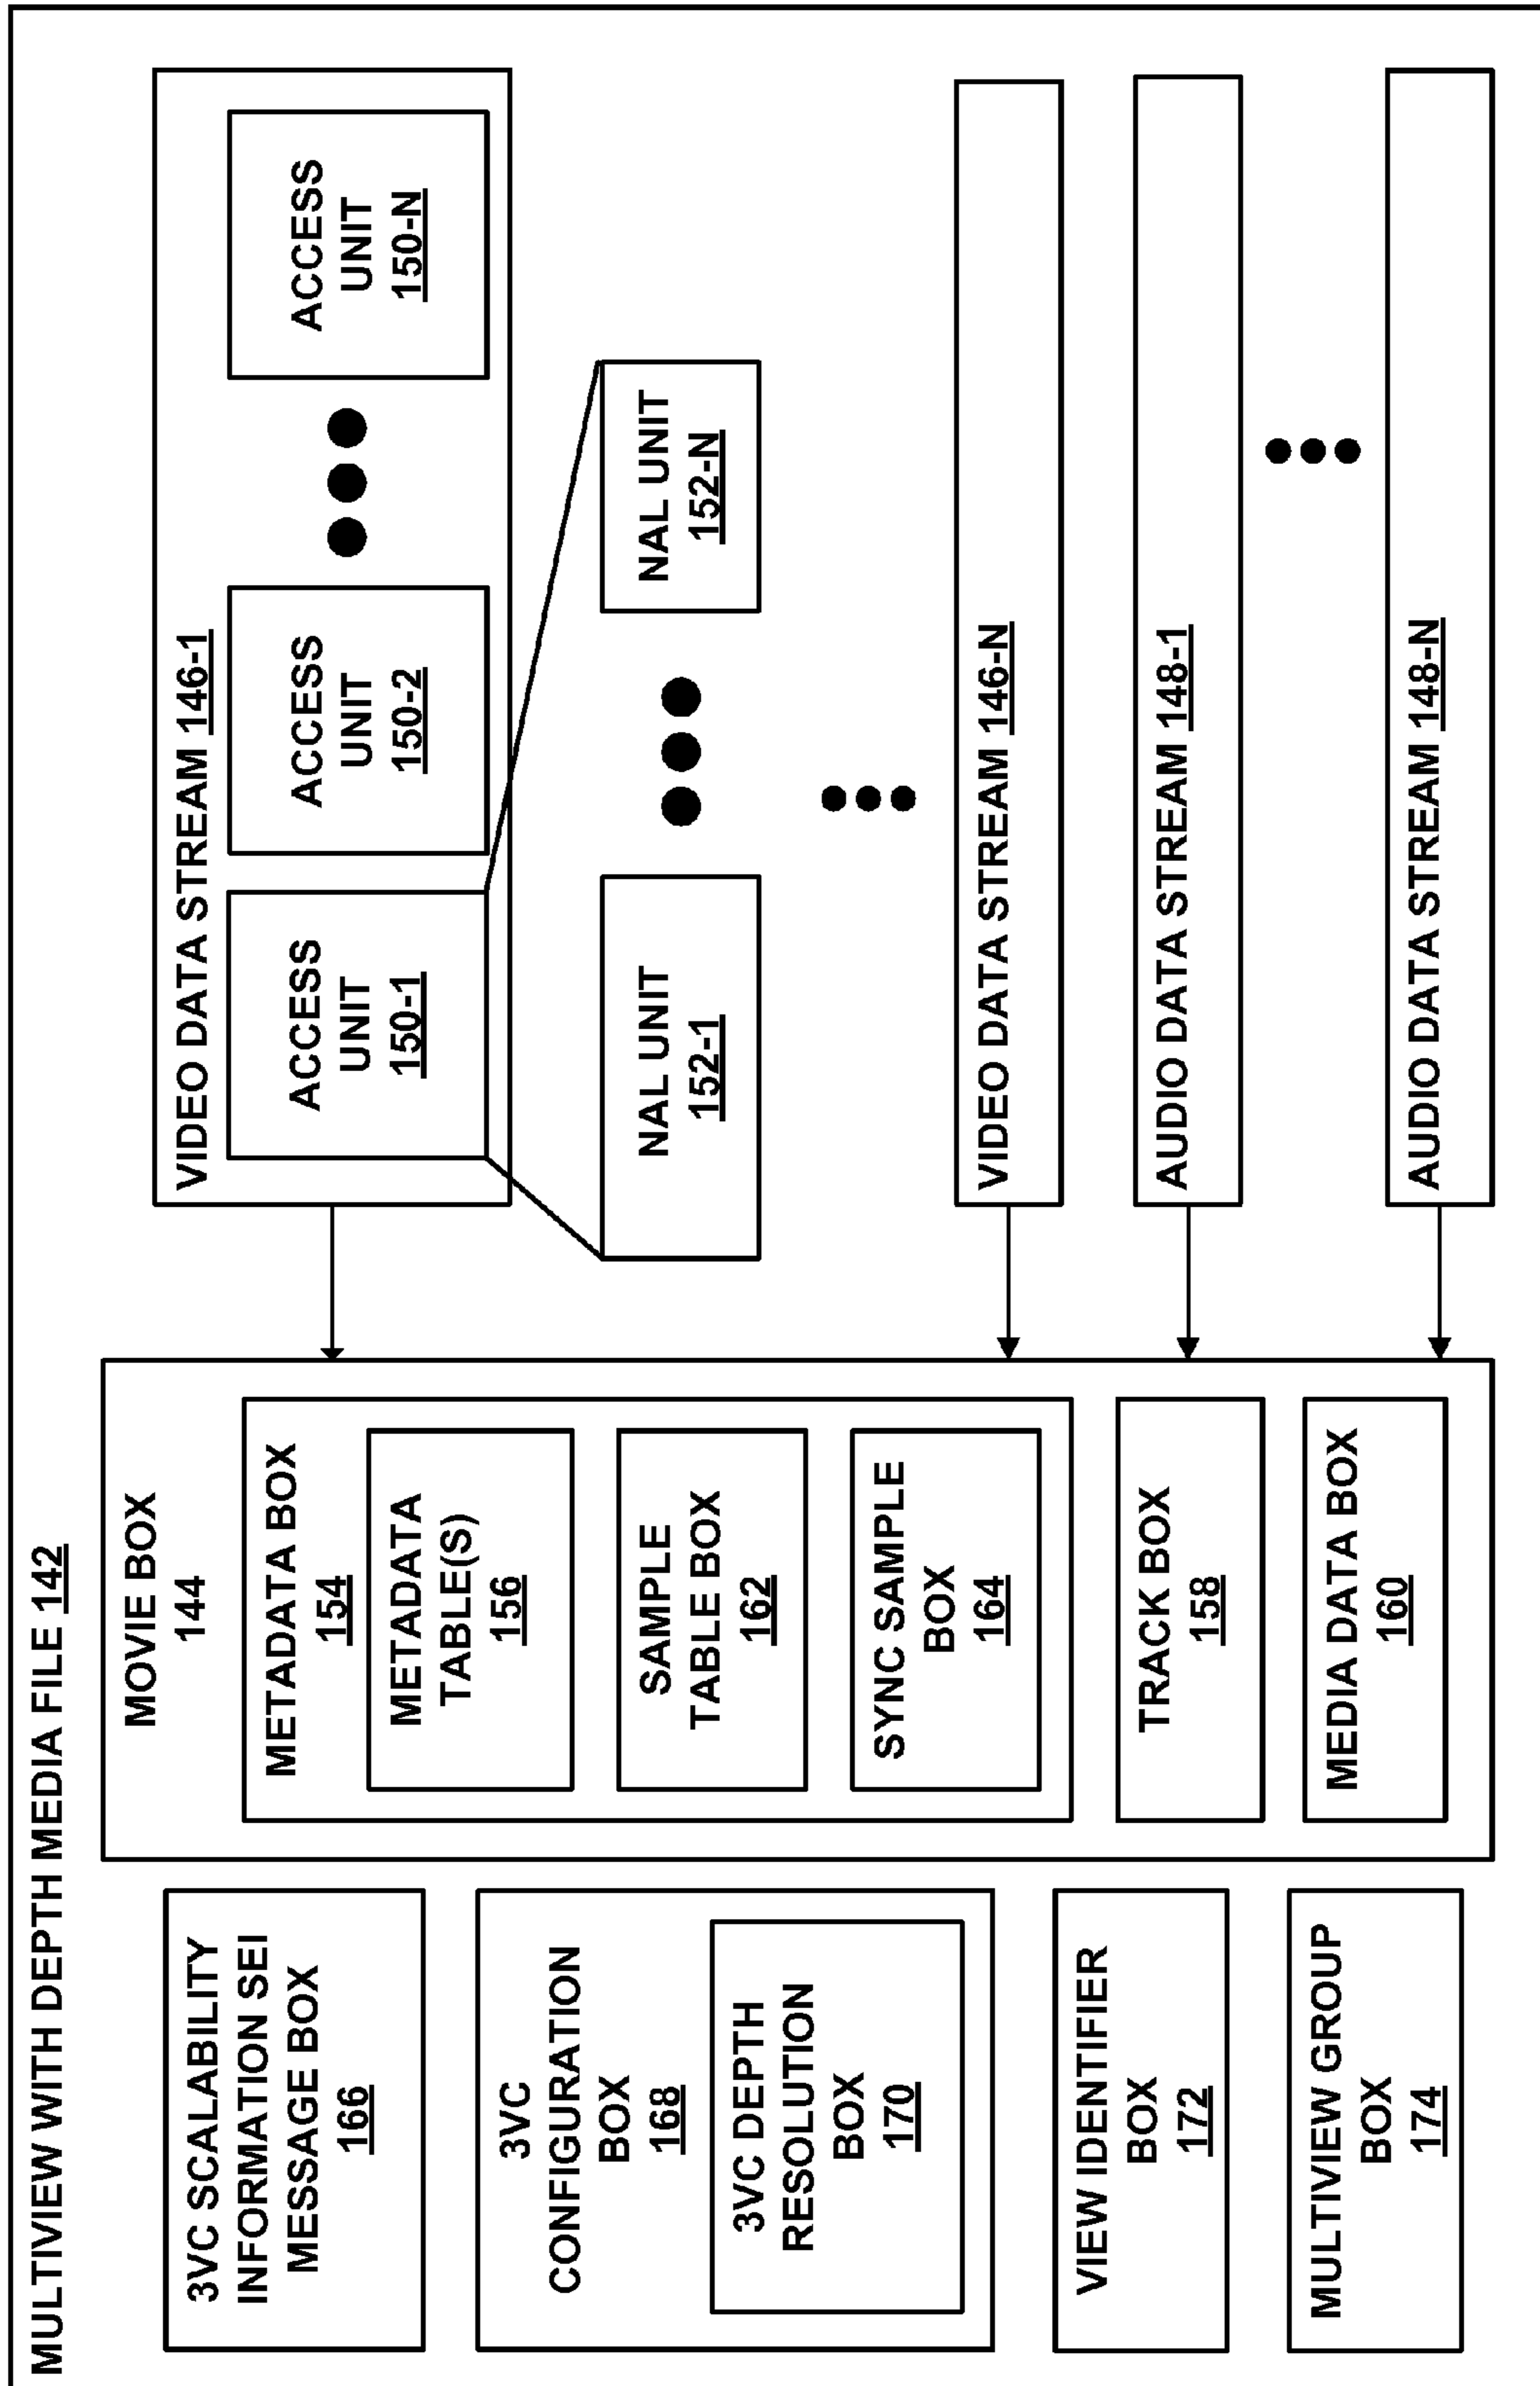 MULTIVIEW WITH DEPTH MEDIA FILE 142
3VC SCALABILITY
INFORMATION SEI
MESSAGE BOX
166
3VC
CONFIGURATION
BOX 168
3VC DEPTH
RESOLUTION
BOX
170
VIEW IDENTIFIER
BOX
172
MULTIVIEW GROUP
BOX
174
MOVIE BOX
144
METADATA BOX
154
METADATA
TABLE(S)
156
SAMPLE
TABLE BOX
162
SYNC SAMPLE
BOX
164
TRACK BOX
158
MEDIA DATA BOX
160
VIDEO DATA STREAM 146-1
ACCESS
UNIT
150-1
ACCESS
UNIT
150-2
ACCESS
UNIT
150-N
NAL UNIT
152-1
NAL UNIT
152-N
VIDEO DATA STREAM 146-N
AUDIO DATA STREAM 148-1
AUDIO DATA STREAM 148-N